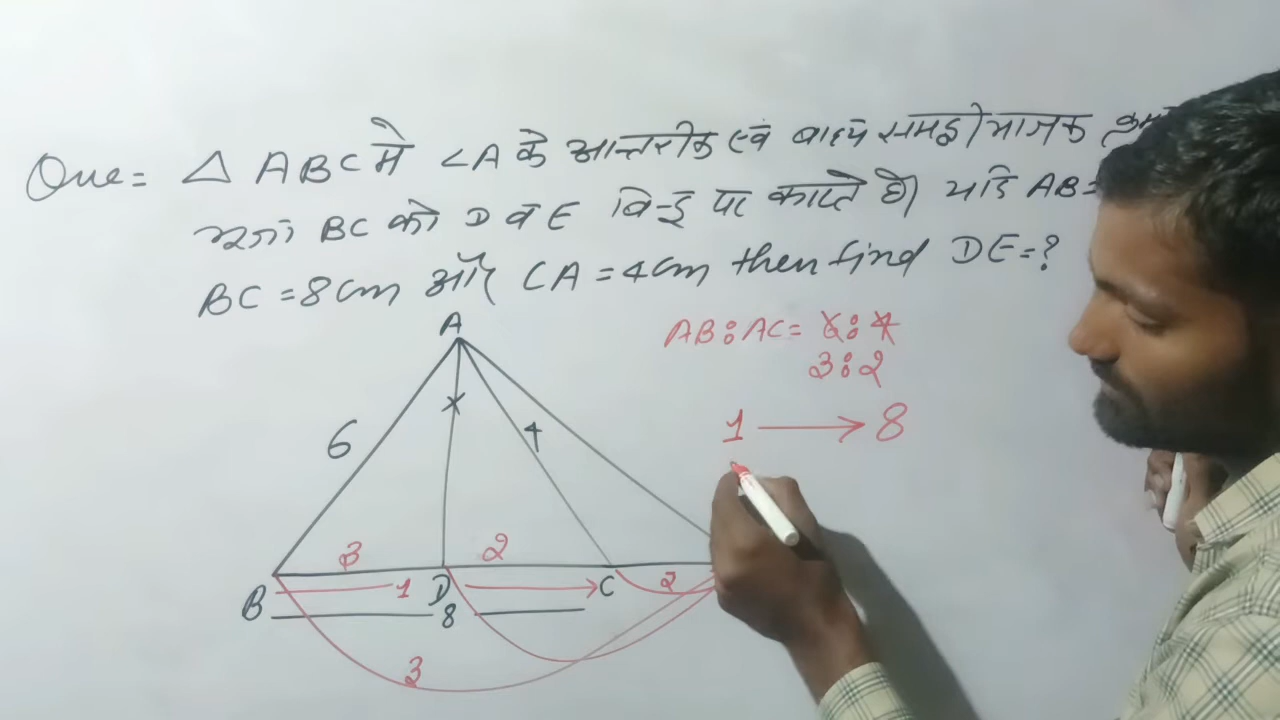 Que = △ ABC मे ∠A के आन्तरीक एवं बाह्य समद्वीभाजक
भुजा BC को D व E बिन्दु पर काटते है। यदि AB=
BC = 8cm और CA = 4cm then find DE=?
A
AB:AC= 6:4
3:2
6
4
1 → 8
3
2
B
1
D
C
2
8
3